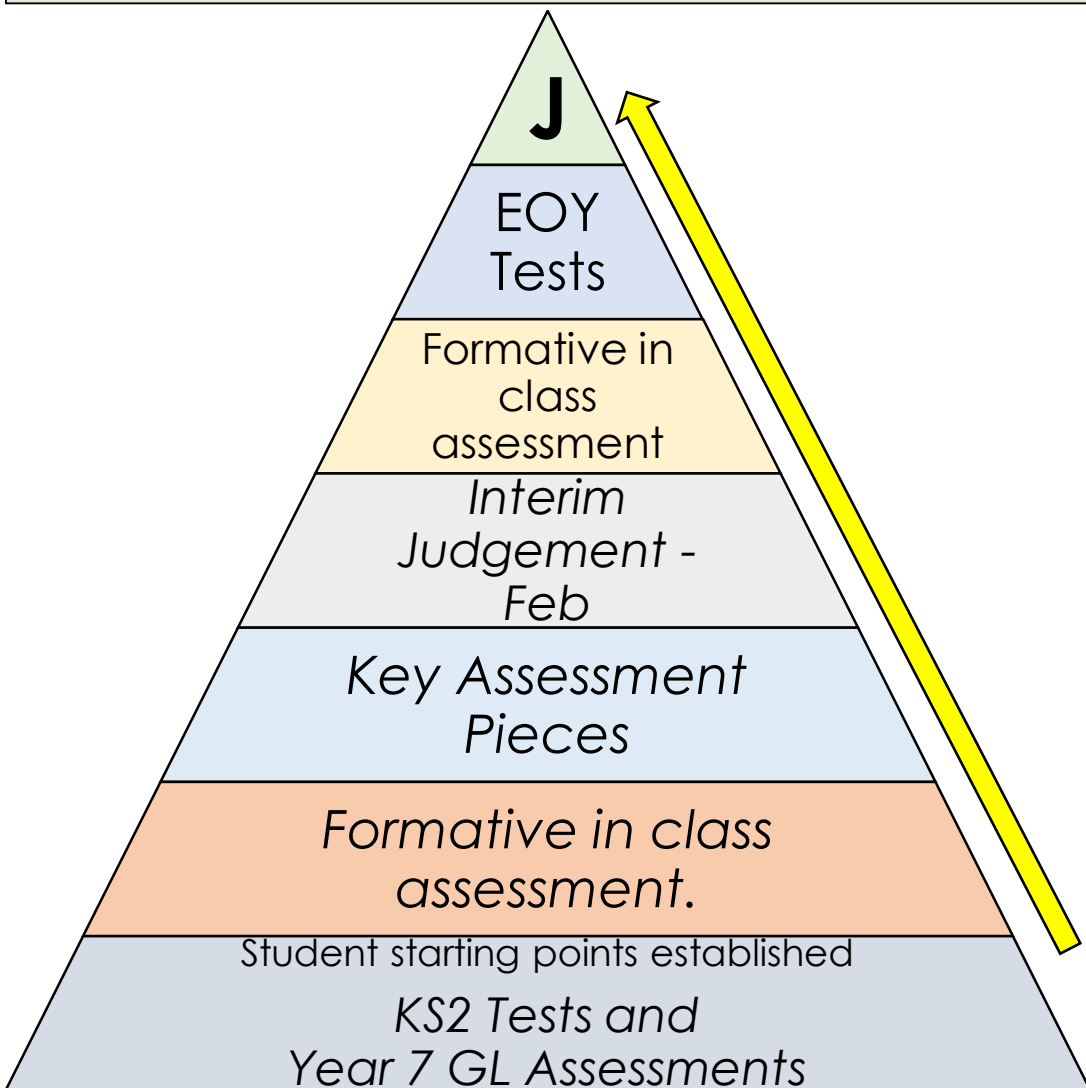 J
EOY
Tests
Formative in
class
assessment
Interim
Judgement -
Feb
Key Assessment
Pieces
Formative in class
assessment.
Student starting points established
KS2 Tests and
Year 7 GL Assessments